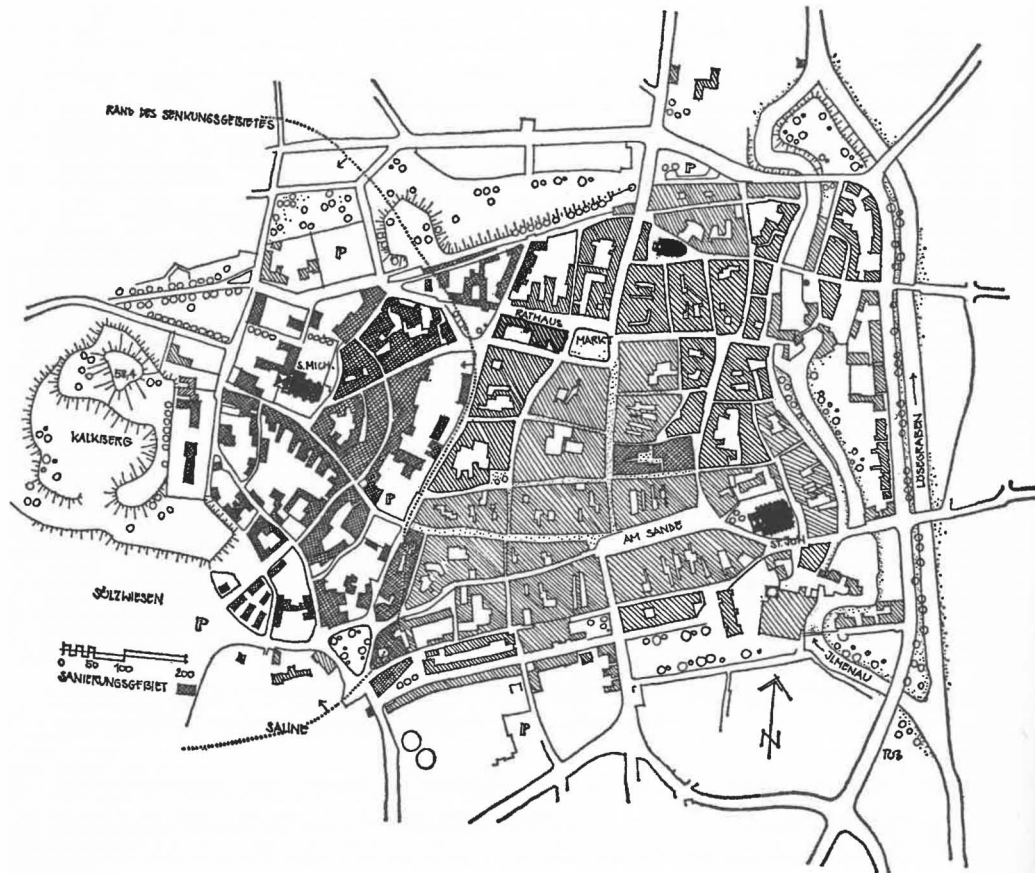 RAND DES SENKUNGSGEBIETES
P
P
RATHAUS
MARKT
S. MICH.
KALKBERG
P
LÖSEGRABEN
AM SANDE
ST. JOH
SÜLZWIESEN
P
0 50 100 200
SANIERUNGSGEBIET
SALINE
P
ILMENAU
N